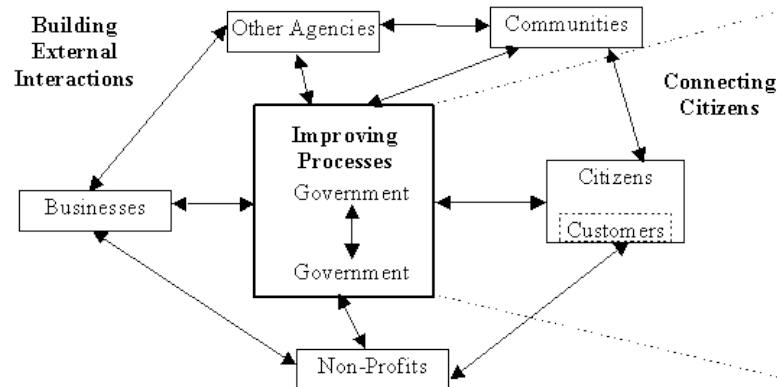 Building
External
Interactions
Other Agencies
Communities
Connecting
Citizens
Improving
Processes
Government
Government
Businesses
Citizens
Customers
Non-Profits